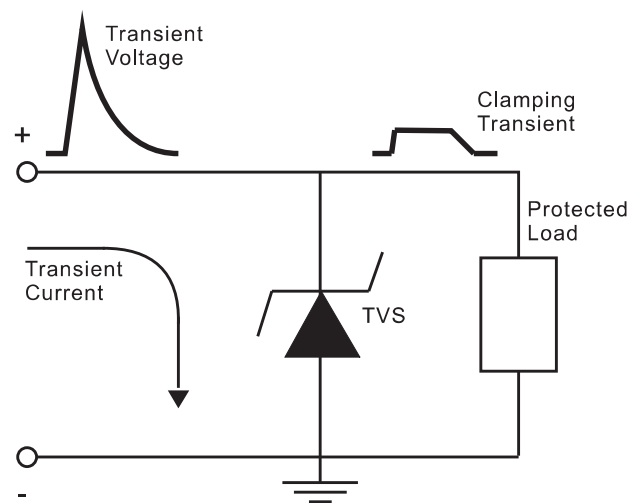 Transient
Voltage
Clamping
Transient
+
Protected
Load
Transient
Current
TVS
-